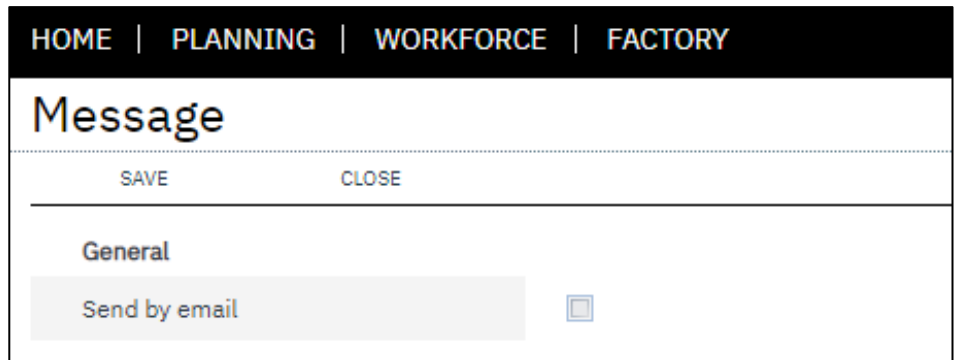 HOME | PLANNING | WORKFORCE | FACTORY
Message
SAVE CLOSE
General
Send by email